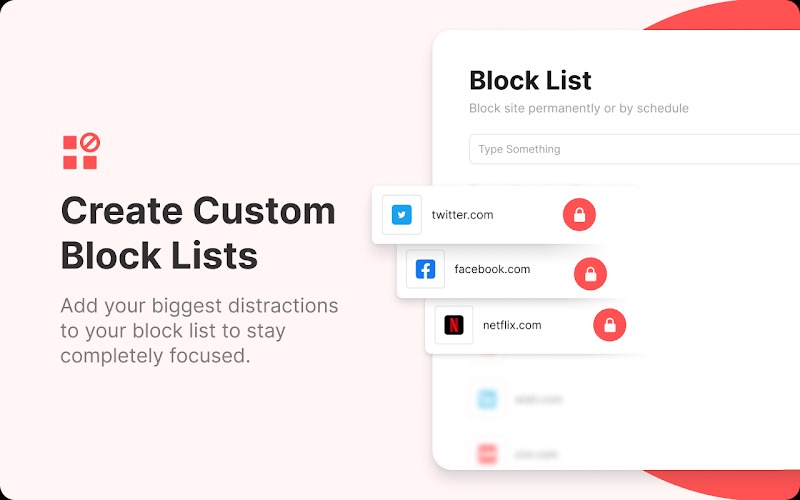 Create Custom
Block Lists
Add your biggest distractions
to your block list to stay
completely focused.
Block List
Block site permanently or by schedule
Type Something
twitter.com
facebook.com
netflix.com